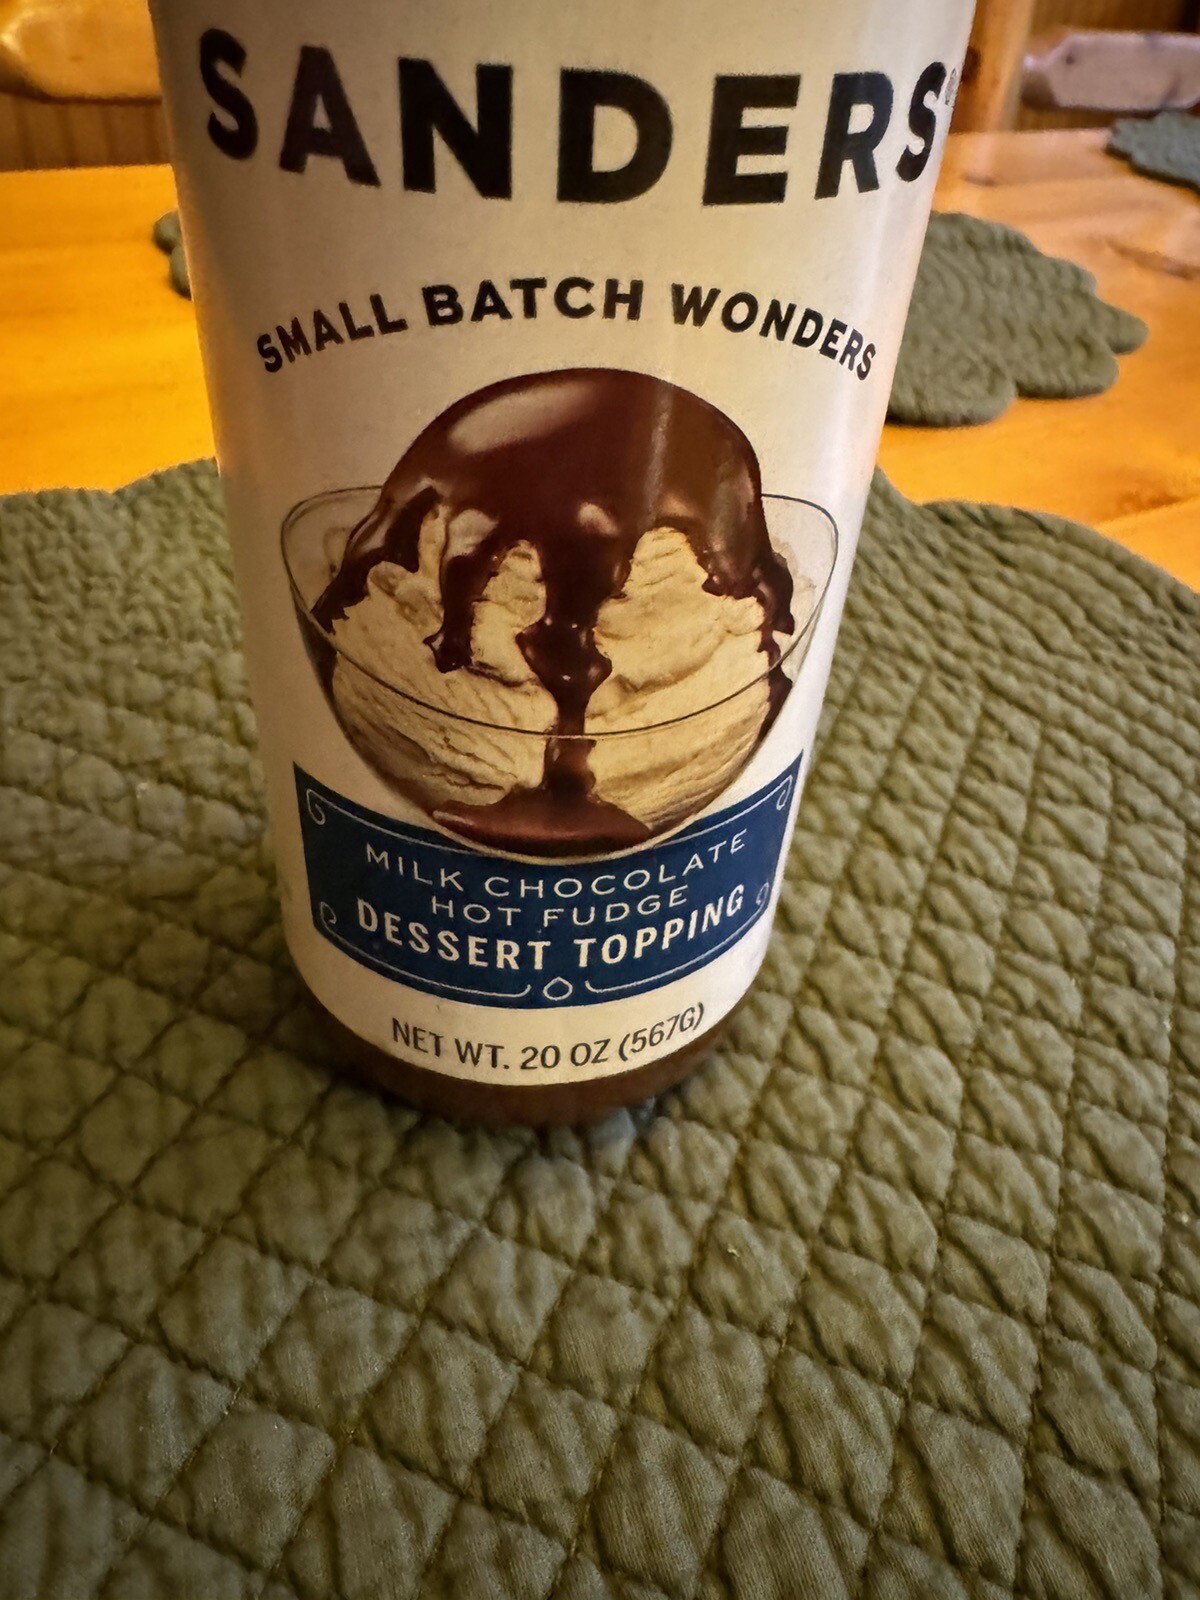 SANDERS®
SMALL BATCH WONDERS
MILK CHOCOLATE
HOT FUDGE
DESSERT TOPPING
NET WT. 20 OZ (567G)